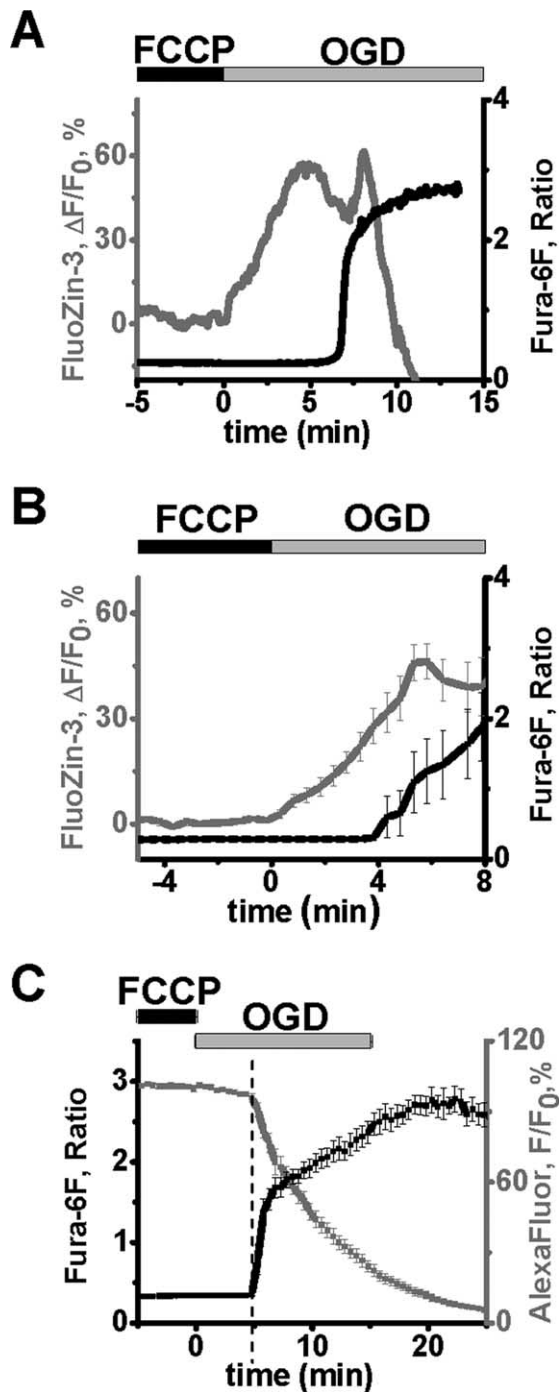 A
FCCP OGD
FluoZin-3, ΔF/F0, %
60
30
0
4
2
0
Fura-6F, Ratio
-5 0 5 10 15
time (min)
B
FCCP OGD
FluoZin-3, ΔF/F0, %
60
30
0
4
2
0
Fura-6F, Ratio
-4 0 4 8
time (min)
C
FCCP
OGD
Fura-6F, Ratio
3
2
1
0
120
60
0
AlexaFluor, F/F0,%
0 10 20
time (min)